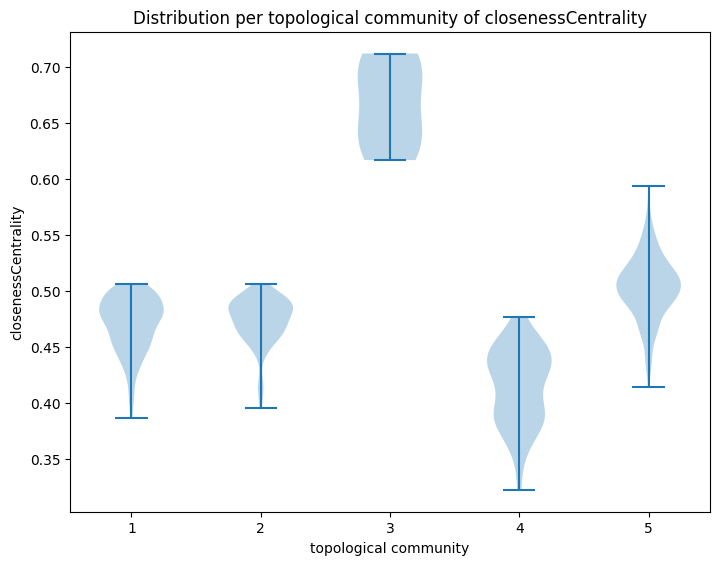 Distribution per topological community of closenessCentrality
closenessCentrality
0.70
0.65
0.60
0.55
0.50
0.45
0.40
0.35
1 2 3 4 5
topological community